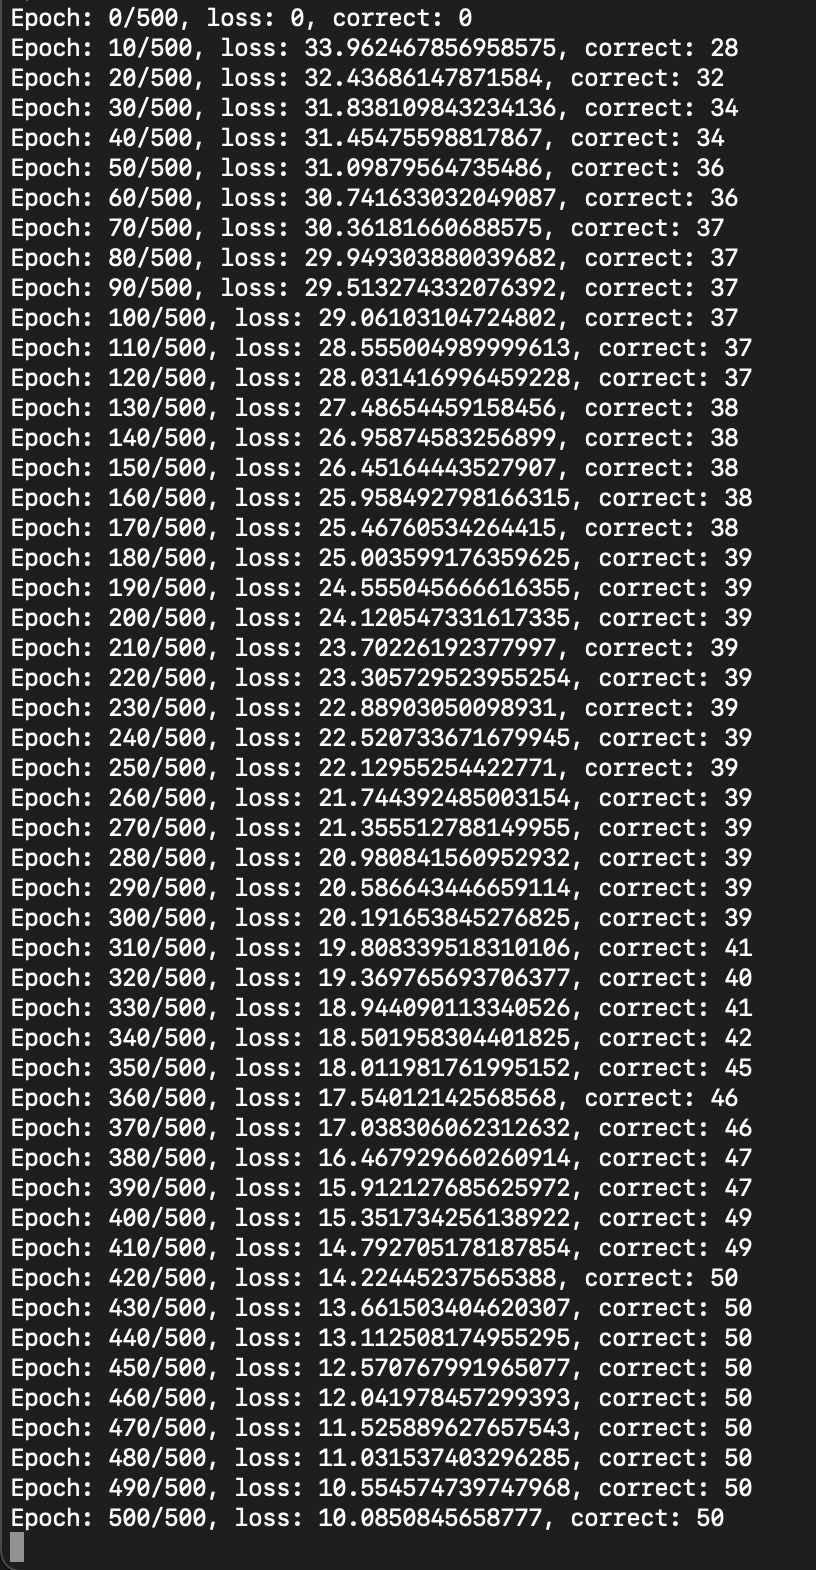 Epoch: 0/500, loss: 0, correct: 0
Epoch: 10/500, loss: 33.962467856958575, correct: 28
Epoch: 20/500, loss: 32.43686147871584, correct: 32
Epoch: 30/500, loss: 31.838109843234136, correct: 34
Epoch: 40/500, loss: 31.45475598817867, correct: 34
Epoch: 50/500, loss: 31.09879564735486, correct: 36
Epoch: 60/500, loss: 30.741633032049087, correct: 36
Epoch: 70/500, loss: 30.36181660688575, correct: 37
Epoch: 80/500, loss: 29.949303880039682, correct: 37
Epoch: 90/500, loss: 29.513274332076392, correct: 37
Epoch: 100/500, loss: 29.06103104724802, correct: 37
Epoch: 110/500, loss: 28.555004989999613, correct: 37
Epoch: 120/500, loss: 28.031416996459228, correct: 37
Epoch: 130/500, loss: 27.48654459158456, correct: 38
Epoch: 140/500, loss: 26.95874583256899, correct: 38
Epoch: 150/500, loss: 26.45164443527907, correct: 38
Epoch: 160/500, loss: 25.958492798166315, correct: 38
Epoch: 170/500, loss: 25.46760534264415, correct: 38
Epoch: 180/500, loss: 25.003599176359625, correct: 39
Epoch: 190/500, loss: 24.555045666616355, correct: 39
Epoch: 200/500, loss: 24.120547331617335, correct: 39
Epoch: 210/500, loss: 23.70226192377997, correct: 39
Epoch: 220/500, loss: 23.305729523955254, correct: 39
Epoch: 230/500, loss: 22.88903050098931, correct: 39
Epoch: 240/500, loss: 22.520733671679945, correct: 39
Epoch: 250/500, loss: 22.12955254422771, correct: 39
Epoch: 260/500, loss: 21.744392485003154, correct: 39
Epoch: 270/500, loss: 21.355512788149955, correct: 39
Epoch: 280/500, loss: 20.980841560952932, correct: 39
Epoch: 290/500, loss: 20.586643446659114, correct: 39
Epoch: 300/500, loss: 20.191653845276825, correct: 39
Epoch: 310/500, loss: 19.808339518310106, correct: 41
Epoch: 320/500, loss: 19.369765693706377, correct: 40
Epoch: 330/500, loss: 18.944090113340526, correct: 41
Epoch: 340/500, loss: 18.501958304401825, correct: 42
Epoch: 350/500, loss: 18.011981761995152, correct: 45
Epoch: 360/500, loss: 17.54012142568568, correct: 46
Epoch: 370/500, loss: 17.038306062312632, correct: 46
Epoch: 380/500, loss: 16.467929660260914, correct: 47
Epoch: 390/500, loss: 15.912127685625972, correct: 47
Epoch: 400/500, loss: 15.351734256138922, correct: 49
Epoch: 410/500, loss: 14.792705178187854, correct: 49
Epoch: 420/500, loss: 14.22445237565388, correct: 50
Epoch: 430/500, loss: 13.661503404620307, correct: 50
Epoch: 440/500, loss: 13.112508174955295, correct: 50
Epoch: 450/500, loss: 12.570767991965077, correct: 50
Epoch: 460/500, loss: 12.041978457299393, correct: 50
Epoch: 470/500, loss: 11.525889627657543, correct: 50
Epoch: 480/500, loss: 11.031537403296285, correct: 50
Epoch: 490/500, loss: 10.554574739747968, correct: 50
Epoch: 500/500, loss: 10.0850845658777, correct: 50